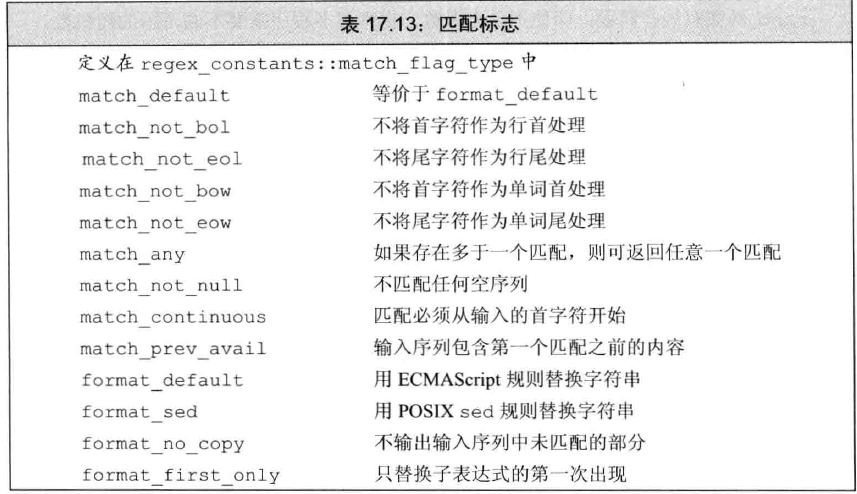 表 17.13：匹配标志
定义在 regex_constants::match_flag_type 中
match_default 等价于 format_default
match_not_bol 不将首字符作为行首处理
match_not_eol 不将尾字符作为行尾处理
match_not_bow 不将首字符作为单词首处理
match_not_eow 不将尾字符作为单词尾处理
match_any 如果存在多于一个匹配，则可返回任意一个匹配
match_not_null 不匹配任何空序列
match_continuous 匹配必须从输入的首字符开始
match_prev_avail 输入序列包含第一个匹配之前的内容
format_default 用 ECMAScript 规则替换字符串
format_sed 用 POSIX sed 规则替换字符串
format_no_copy 不输出输入序列中未匹配的部分
format_first_only 只替换子表达式的第一次出现